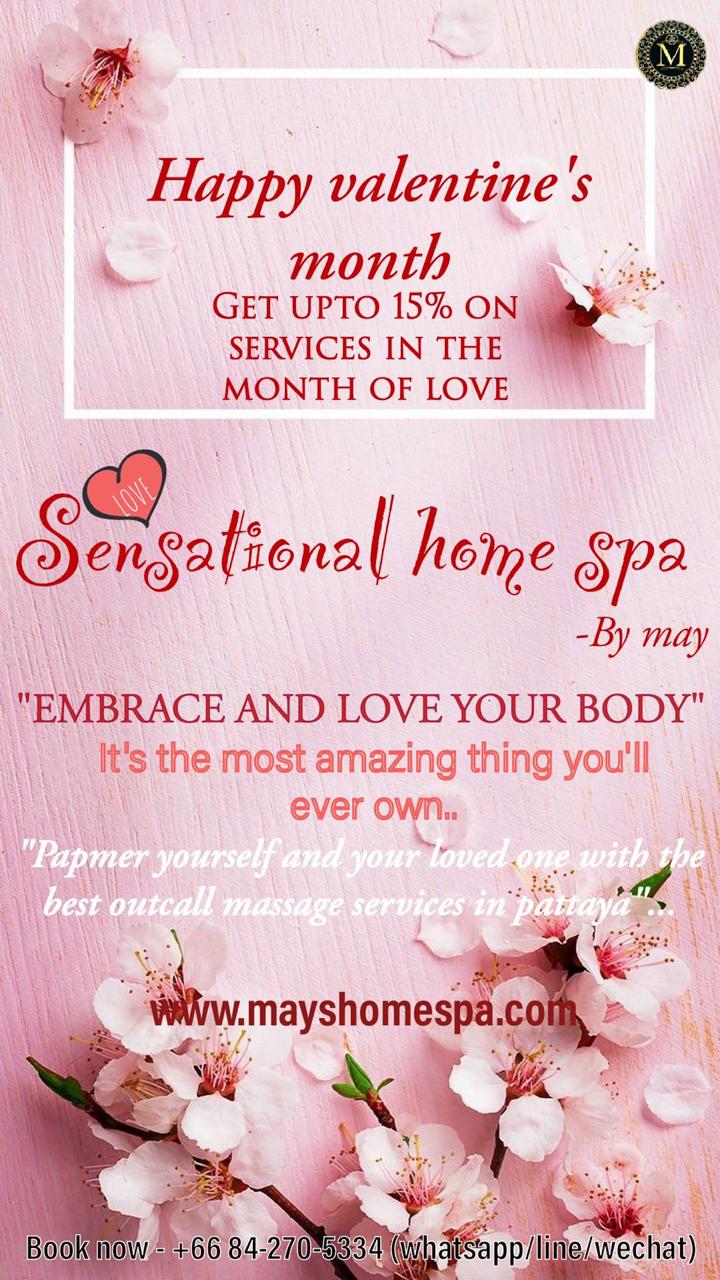 M
Happy valentine's
month
GET UPTO 15% ON
SERVICES IN THE
MONTH OF LOVE
LOVE
Sensational home spa
-By may
"EMBRACE AND LOVE YOUR BODY"
It's the most amazing thing you'll
ever own..
"Papmer yourself and your loved one with the
best outcall massage services in pattaya"...
www.mayshomespa.com
Book now - +66 84-270-5334 (whatsapp/line/wechat)